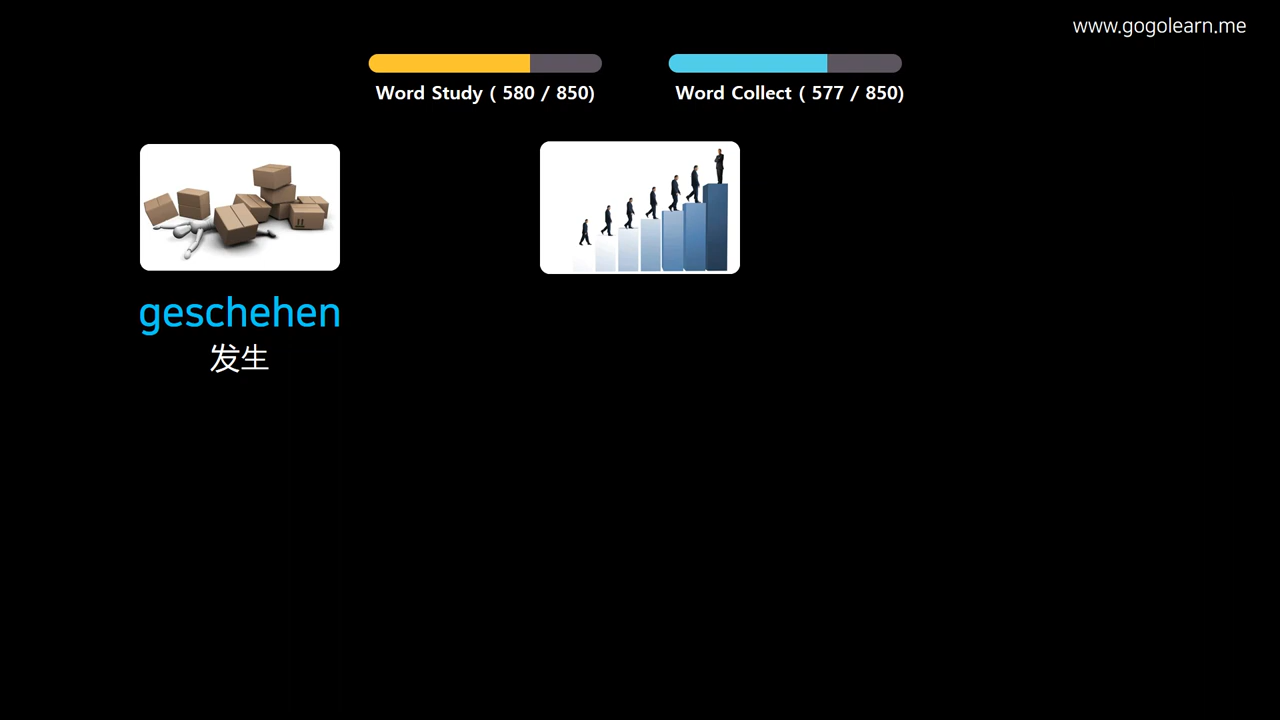 www.gogolearn.me
Word Study ( 580 / 850)
Word Collect ( 577 / 850)
geschehen
发生